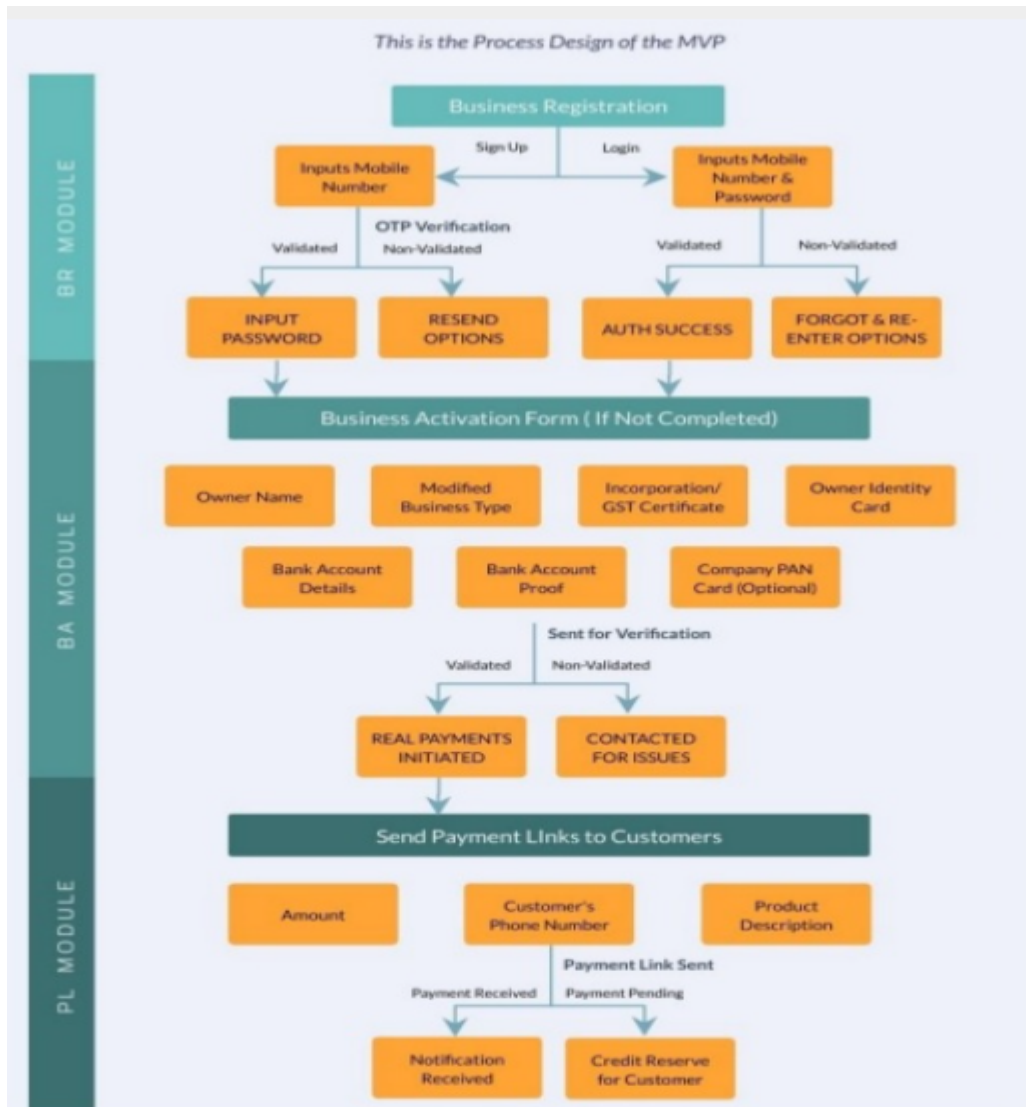 This is the Process Design of the MVP
BR MODULE
Business Registration
Sign Up
Login
Inputs Mobile
Number
Inputs Mobile
Number &
Password
OTP Verification
Validated
Non-Validated
Validated
Non-Validated
INPUT
PASSWORD
RESEND
OPTIONS
AUTH SUCCESS
FORGOT & RE-
ENTER OPTIONS
BA MODULE
Business Activation Form ( If Not Completed)
Owner Name
Modified
Business Type
Incorporation/
GST Certificate
Owner Identity
Card
Bank Account
Details
Bank Account
Proof
Company PAN
Card (Optional)
Sent for Verification
Validated
Non-Validated
REAL PAYMENTS
INITIATED
CONTACTED
FOR ISSUES
PL MODULE
Send Payment LInks to Customers
Amount
Customer's
Phone Number
Product
Description
Payment Link Sent
Payment Received
Payment Pending
Notification
Received
Credit Reserve
for Customer